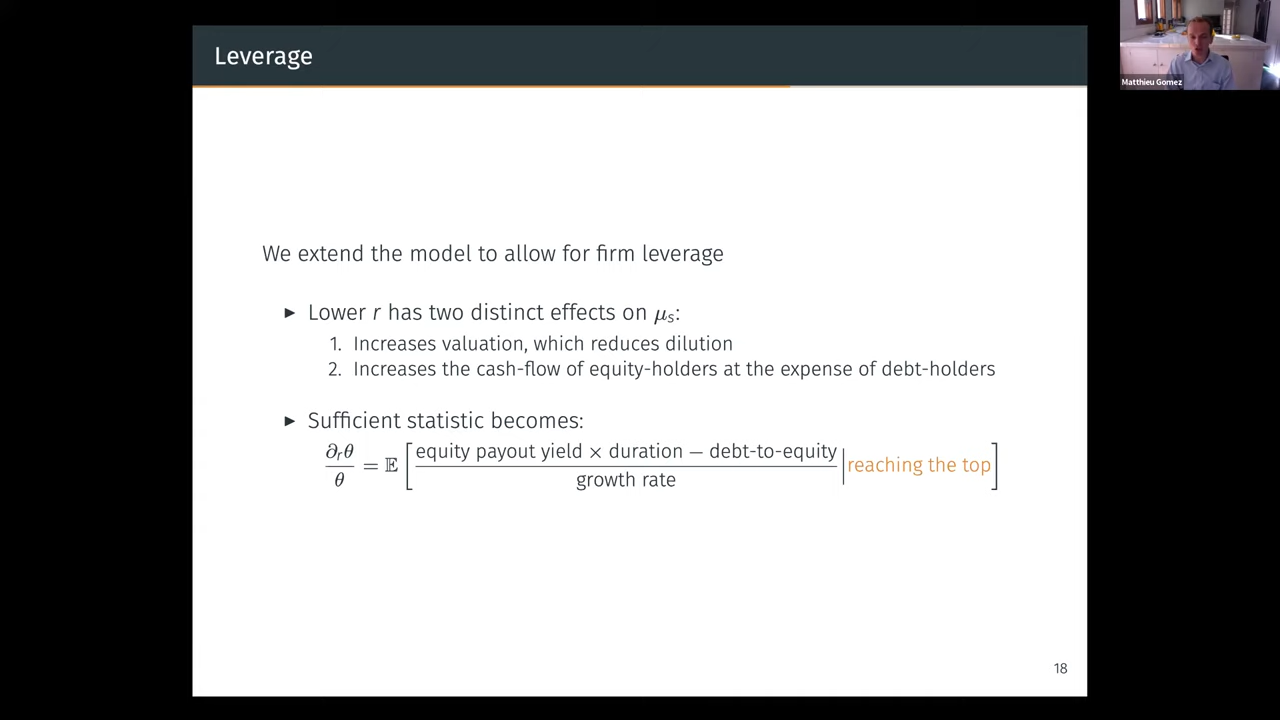 Leverage
Matthieu Gomez
We extend the model to allow for firm leverage
▶ Lower r has two distinct effects on μₛ:
1. Increases valuation, which reduces dilution
2. Increases the cash-flow of equity-holders at the expense of debt-holders
▶ Sufficient statistic becomes:
∂ᵣθ / θ = 𝔼 [ equity payout yield × duration − debt-to-equity / growth rate | reaching the top ]
18